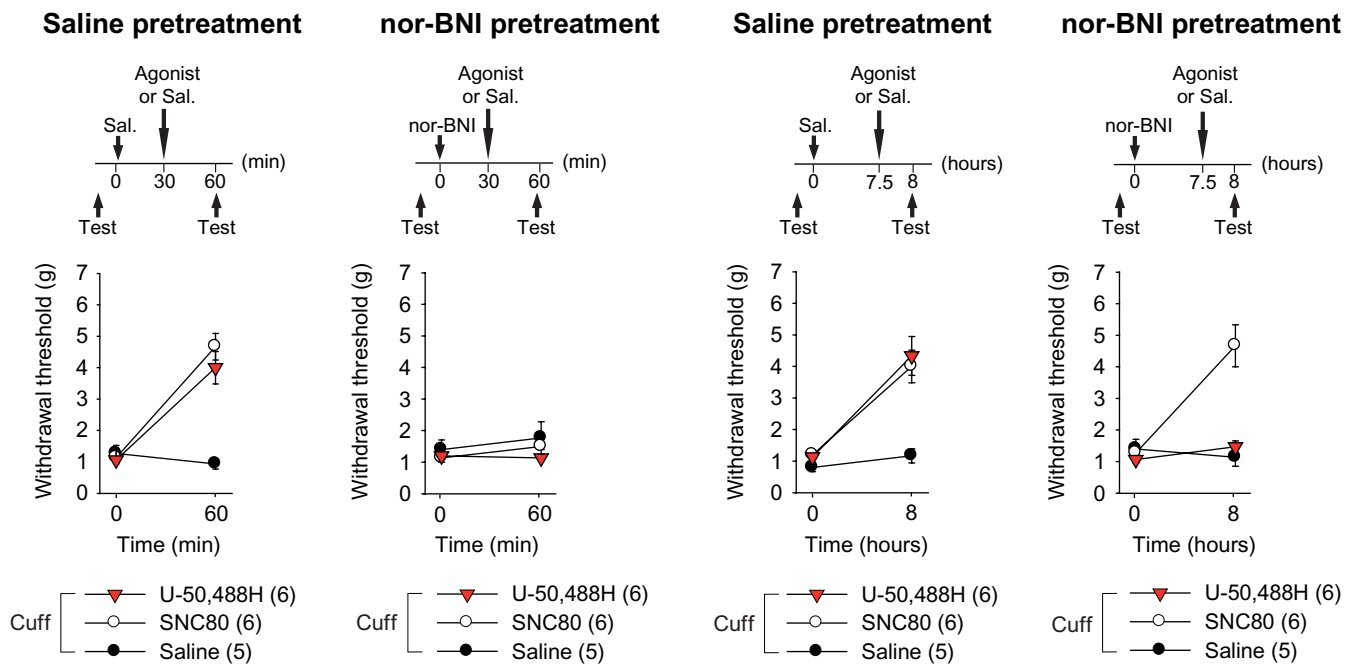 Saline pretreatment
Agonist
or Sal.
Sal.
(min)
0 30 60
Test Test
Withdrawal threshold (g)
7
6
5
4
3
2
1
0
0 60
Time (min)
Cuff
U-50,488H (6)
SNC80 (6)
Saline (5)
nor-BNI pretreatment
Agonist
or Sal.
nor-BNI
(min)
0 30 60
Test Test
Withdrawal threshold (g)
7
6
5
4
3
2
1
0
0 60
Time (min)
Cuff
U-50,488H (6)
SNC80 (6)
Saline (5)
Saline pretreatment
Agonist
or Sal.
Sal.
(hours)
0 7.5 8
Test Test
Withdrawal threshold (g)
7
6
5
4
3
2
1
0
0 8
Time (hours)
Cuff
U-50,488H (6)
SNC80 (6)
Saline (5)
nor-BNI pretreatment
Agonist
or Sal.
nor-BNI
(hours)
0 7.5 8
Test Test
Withdrawal threshold (g)
7
6
5
4
3
2
1
0
0 8
Time (hours)
Cuff
U-50,488H (6)
SNC80 (6)
Saline (5)